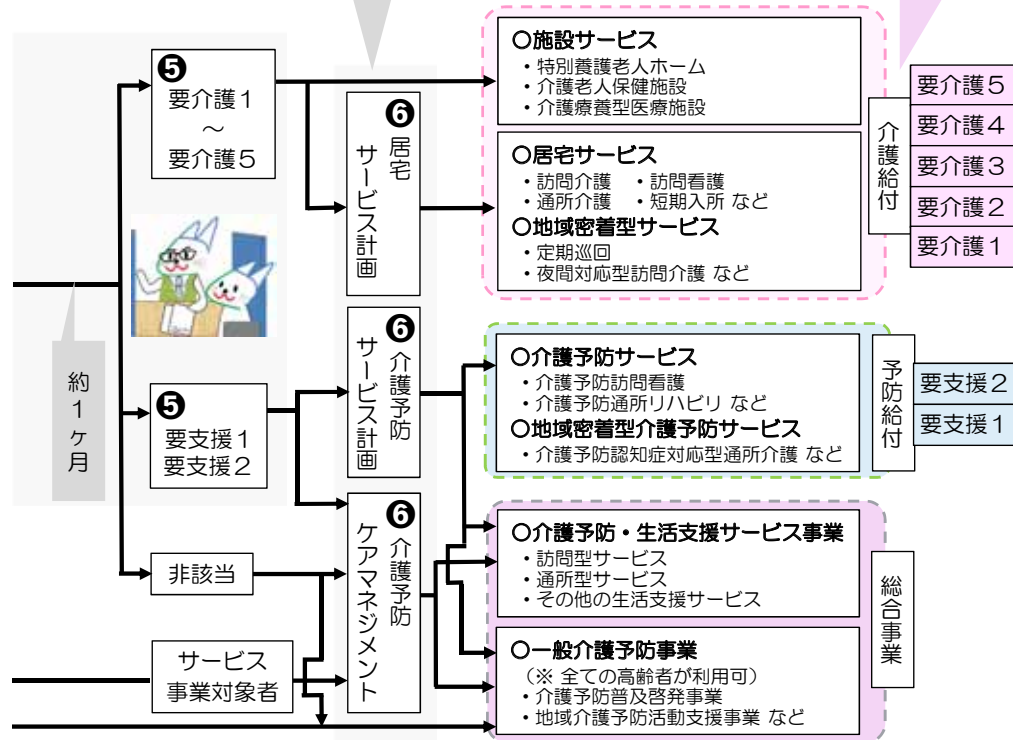 ❺
要介護1
～
要介護5
約1ヶ月
❺
要支援1
要支援2
非該当
サービス
事業対象者
❻居宅
サービス計画
❻介護予防
サービス計画
❻介護予防
ケアマネジメント
○施設サービス
・特別養護老人ホーム
・介護老人保健施設
・介護療養型医療施設
○居宅サービス
・訪問介護 ・訪問看護
・通所介護 ・短期入所 など
○地域密着型サービス
・定期巡回
・夜間対応型訪問介護 など
介護給付
要介護5
要介護4
要介護3
要介護2
要介護1
○介護予防サービス
・介護予防訪問看護
・介護予防通所リハビリ など
○地域密着型介護予防サービス
・介護予防認知症対応型通所介護 など
予防給付
要支援2
要支援1
○介護予防・生活支援サービス事業
・訪問型サービス
・通所型サービス
・その他の生活支援サービス
○一般介護予防事業
（※ 全ての高齢者が利用可）
・介護予防普及啓発事業
・地域介護予防活動支援事業 など
総合事業